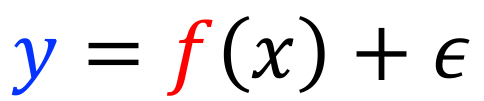 y = f(x) + ϵ